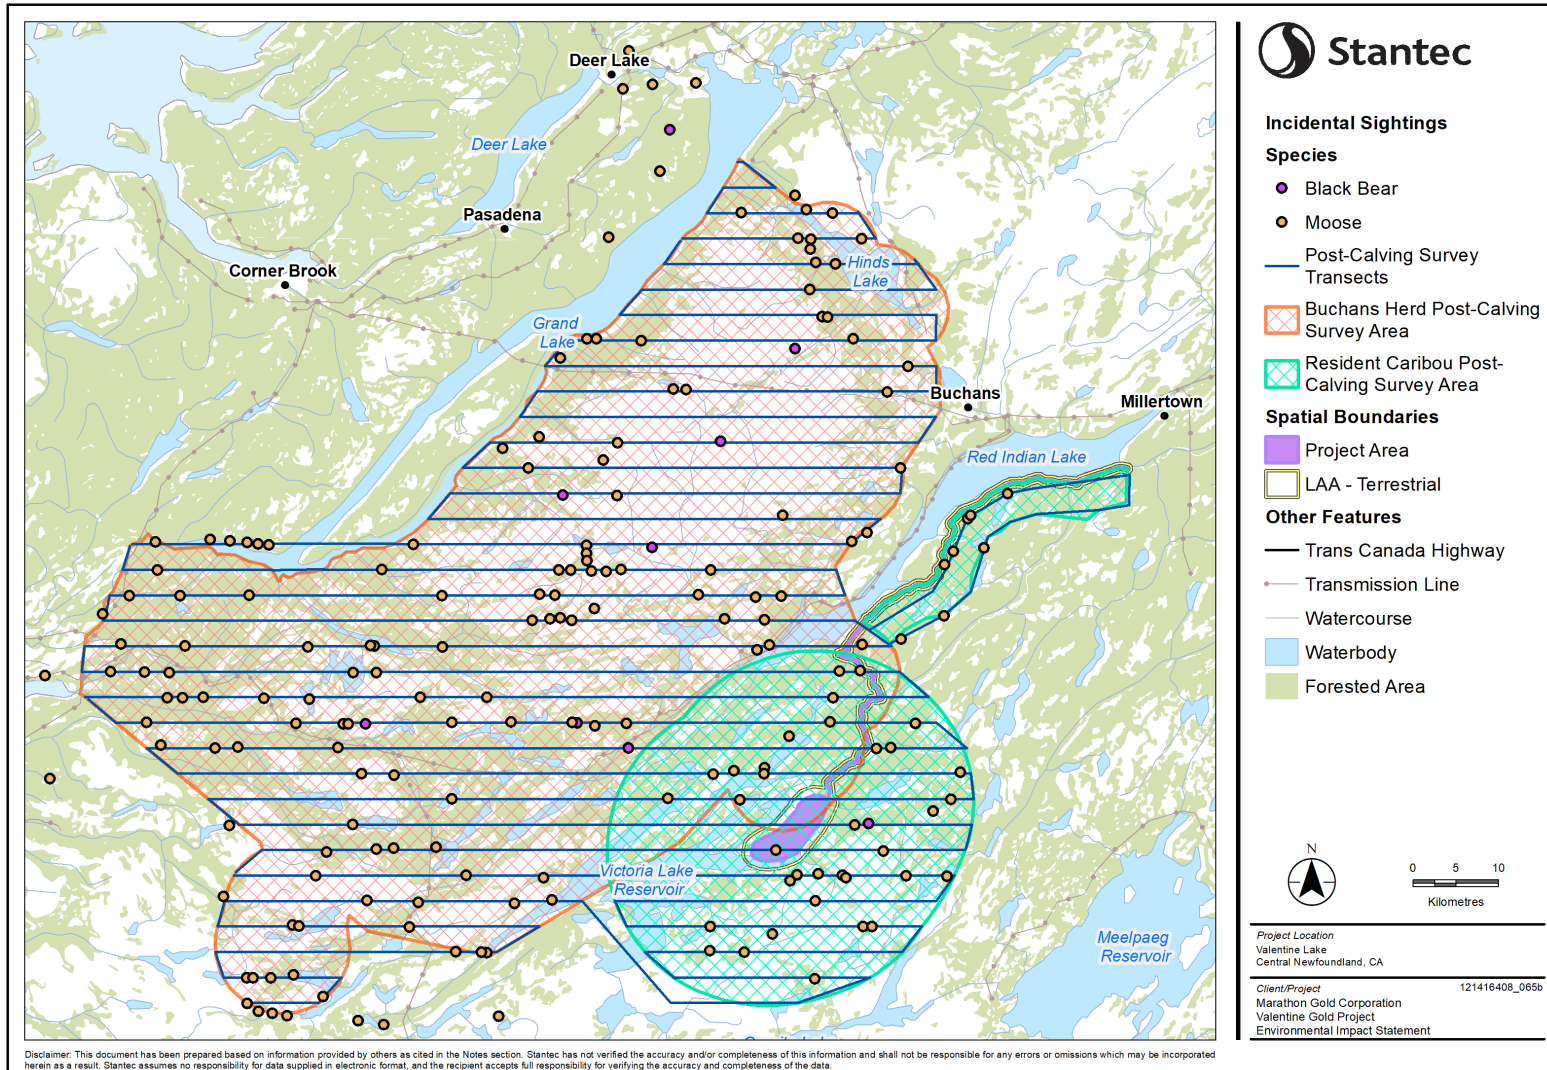 Deer Lake
Deer Lake
Pasadena
Corner Brook
Hinds
Lake
Grand
Lake
Buchans
Millertown
Red Indian Lake
Victoria Lake
Reservoir
Meelpaeg
Reservoir
Stantec
Incidental Sightings
Species
Black Bear
Moose
Post-Calving Survey
Transects
Buchans Herd Post-Calving
Survey Area
Resident Caribou Post-
Calving Survey Area
Spatial Boundaries
Project Area
LAA - Terrestrial
Other Features
Trans Canada Highway
Transmission Line
Watercourse
Waterbody
Forested Area
N
0 5 10
Kilometres
Project Location
Valentine Lake
Central Newfoundland, CA
Client/Project 121416408_065b
Marathon Gold Corporation
Valentine Gold Project
Environmental Impact Statement
Disclaimer: This document has been prepared based on information provided by others as cited in the Notes section. Stantec has not verified the accuracy and/or completeness of this information and shall not be responsible for any errors or omissions which may be incorporated
herein as a result. Stantec assumes no responsibility for data supplied in electronic format, and the recipient accepts full responsibility for verifying the accuracy and completeness of the data.